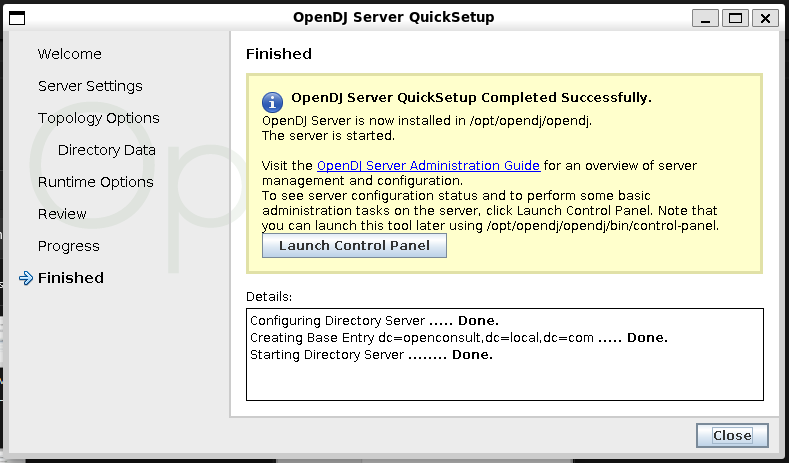 OpenDJ Server QuickSetup
Welcome
Server Settings
Topology Options
Directory Data
Runtime Options
Review
Progress
Finished
Op
Finished
OpenDJ Server QuickSetup Completed Successfully.
OpenDJ Server is now installed in /opt/opendj/opendj.
The server is started.
Visit the OpenDJ Server Administration Guide for an overview of server
management and configuration.
To see server configuration status and to perform some basic
administration tasks on the server, click Launch Control Panel. Note that
you can launch this tool later using /opt/opendj/opendj/bin/control-panel.
Launch Control Panel
Details:
Configuring Directory Server ..... Done.
Creating Base Entry dc=openconsult,dc=local,dc=com ..... Done.
Starting Directory Server ........ Done.
Close